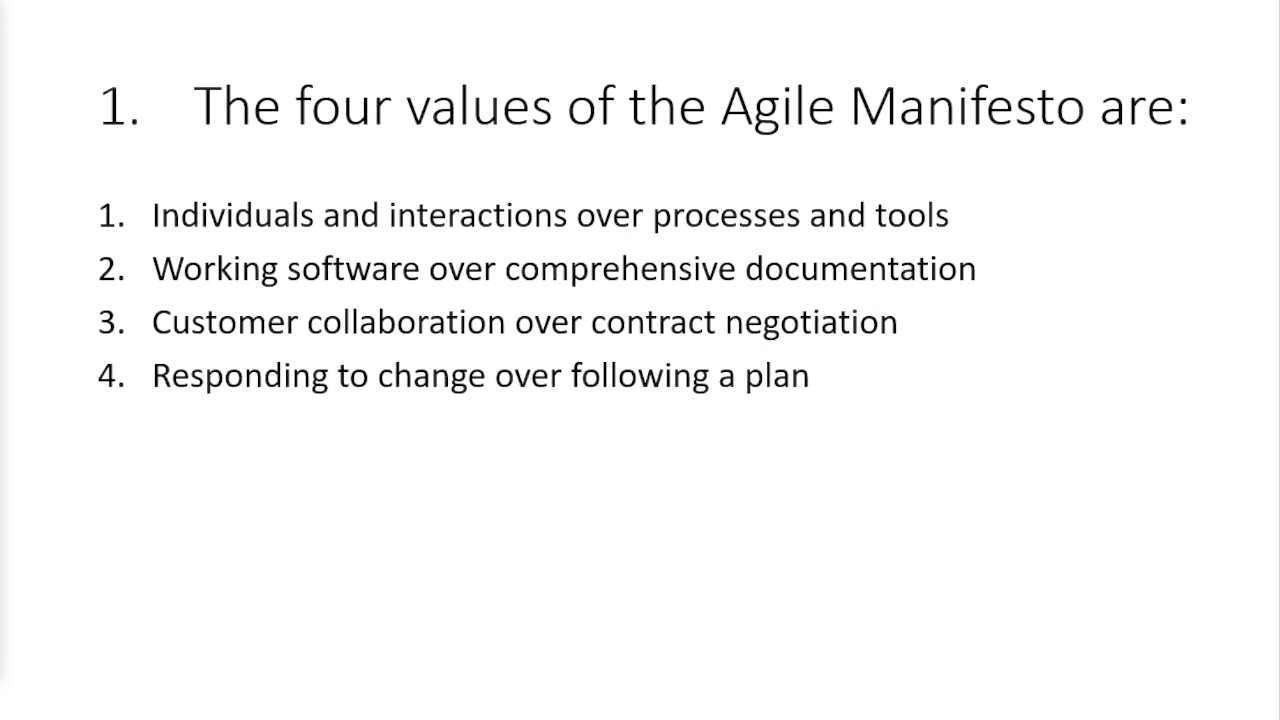 1. The four values of the Agile Manifesto are:
1. Individuals and interactions over processes and tools
2. Working software over comprehensive documentation
3. Customer collaboration over contract negotiation
4. Responding to change over following a plan